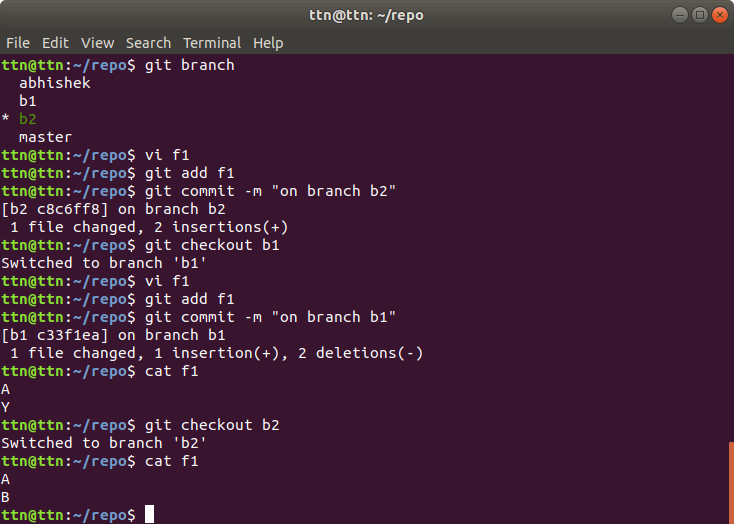 ttn@ttn: ~/repo
File Edit View Search Terminal Help
ttn@ttn:~/repo$ git branch
  abhishek
  b1
* b2
  master
ttn@ttn:~/repo$ vi f1
ttn@ttn:~/repo$ git add f1
ttn@ttn:~/repo$ git commit -m "on branch b2"
[b2 c8c6ff8] on branch b2
 1 file changed, 2 insertions(+)
ttn@ttn:~/repo$ git checkout b1
Switched to branch 'b1'
ttn@ttn:~/repo$ vi f1
ttn@ttn:~/repo$ git add f1
ttn@ttn:~/repo$ git commit -m "on branch b1"
[b1 c33f1ea] on branch b1
 1 file changed, 1 insertion(+), 2 deletions(-)
ttn@ttn:~/repo$ cat f1
A
Y
ttn@ttn:~/repo$ git checkout b2
Switched to branch 'b2'
ttn@ttn:~/repo$ cat f1
A
B
ttn@ttn:~/repo$